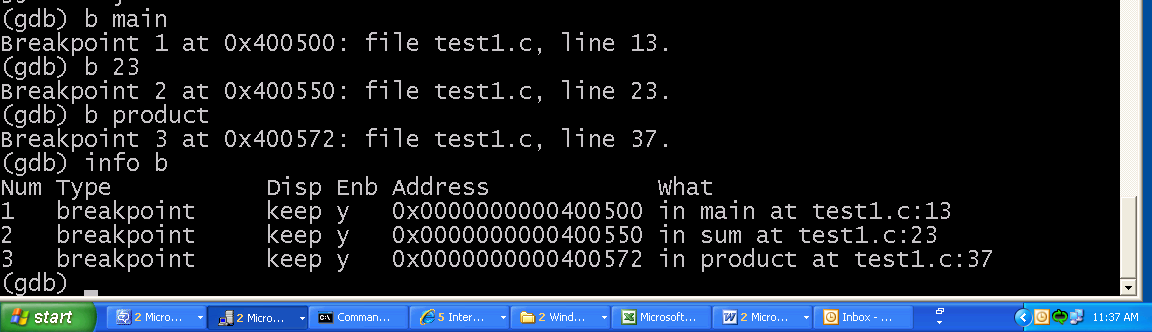 (gdb) b main
Breakpoint 1 at 0x400500: file test1.c, line 13.
(gdb) b 23
Breakpoint 2 at 0x400550: file test1.c, line 23.
(gdb) b product
Breakpoint 3 at 0x400572: file test1.c, line 37.
(gdb) info b
Num Type Disp Enb Address What
1 breakpoint keep y 0x0000000000400500 in main at test1.c:13
2 breakpoint keep y 0x0000000000400550 in sum at test1.c:23
3 breakpoint keep y 0x0000000000400572 in product at test1.c:37
(gdb)
start 2 Micro... 2 Micro... Comman... 5 Inter... 2 Wind... Microsoft... 2 Micro... Inbox - ... 11:37 AM